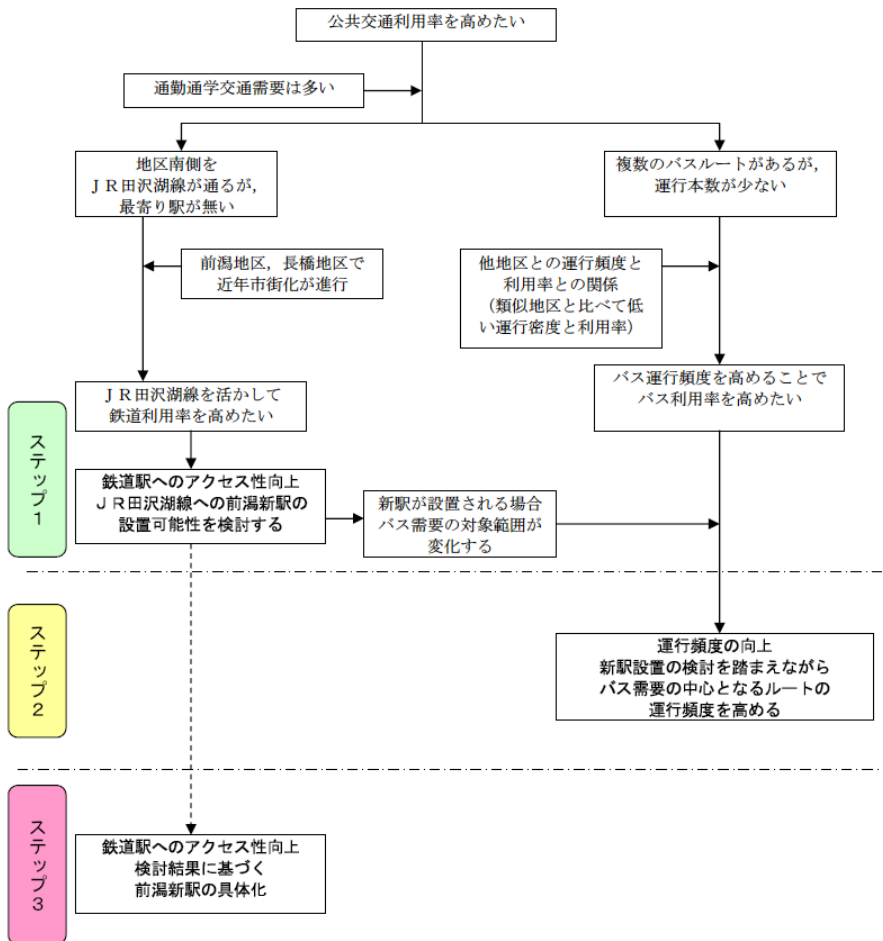 公共交通利用率を高めたい
通勤通学交通需要は多い
地区南側を
ＪＲ田沢湖線が通るが，
最寄り駅が無い
複数のバスルートがあるが，
運行本数が少ない
前潟地区，長橋地区で
近年市街化が進行
他地区との運行頻度と
利用率との関係
（類似地区と比べて低
い運行密度と利用率）
ＪＲ田沢湖線を活かして
鉄道利用率を高めたい
バス運行頻度を高めることで
バス利用率を高めたい
ステップ１
鉄道駅へのアクセス性向上
ＪＲ田沢湖線への前潟新駅の
設置可能性を検討する
新駅が設置される場合
バス需要の対象範囲が
変化する
ステップ２
運行頻度の向上
新駅設置の検討を踏まえながら
バス需要の中心となるルートの
運行頻度を高める
ステップ３
鉄道駅へのアクセス性向上
検討結果に基づく
前潟新駅の具体化